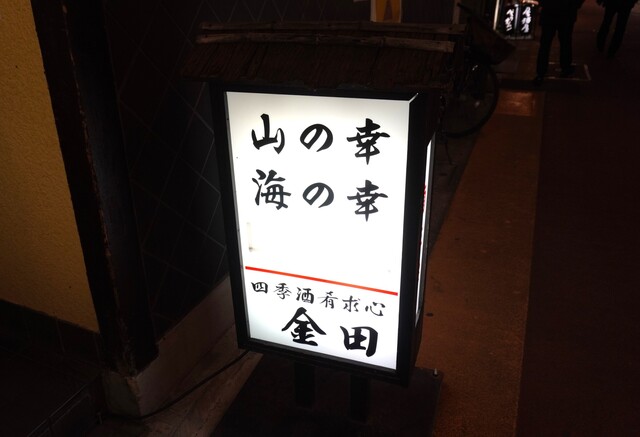 山の幸
海の幸
四季酒肴求心
金田